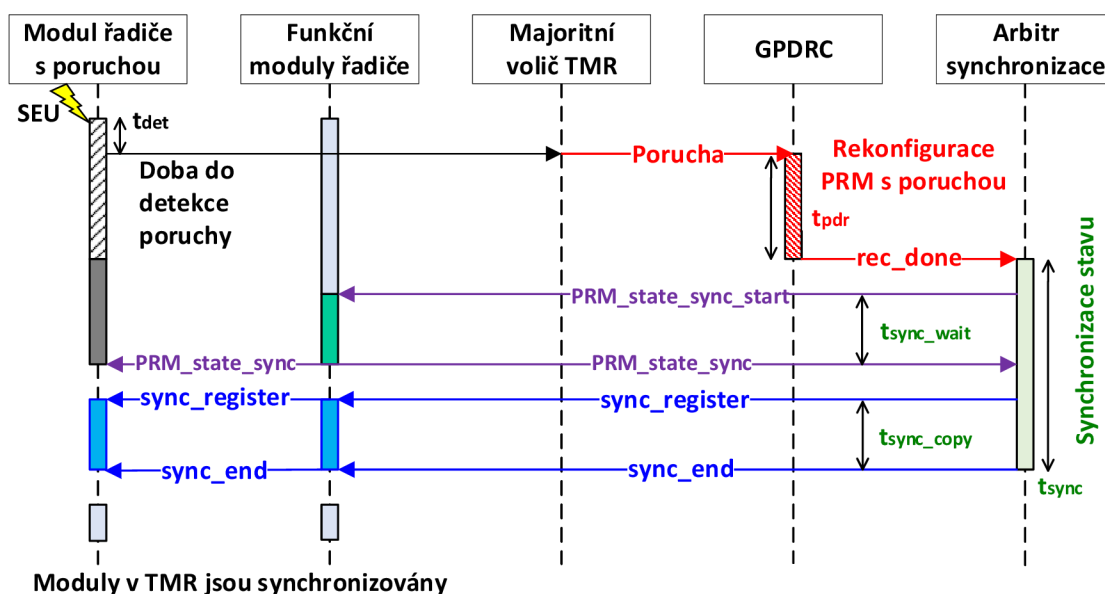 Modul řadiče
s poruchou
Funkční
moduly řadiče
Majoritní
volič TMR
GPDRC
Arbitr
synchronizace
SEU
tdet
Doba do
detekce
poruchy
Porucha
Rekonfigurace
PRM s poruchou
tpdr
rec_done
PRM_state_sync_start
tsync_wait
PRM_state_sync
PRM_state_sync
sync_register
sync_register
tsync_copy
sync_end
sync_end
tsync
Synchronizace stavu
Moduly v TMR jsou synchronizovány